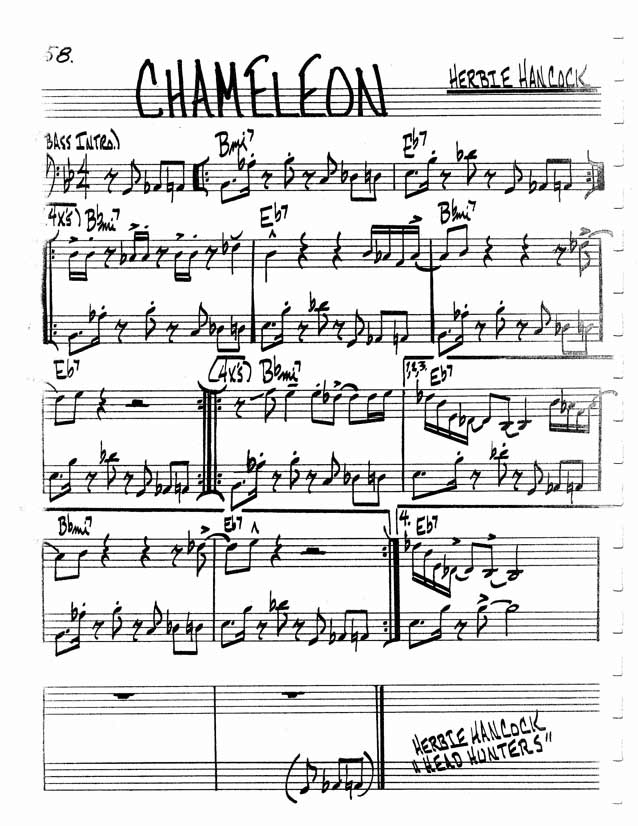 58.
CHAMELEON
HERBIE HANCOCK
BASS INTRO.) Bmi7 Eb7
4X'S) Bbmi7 Eb7 Bbmi7
Eb7 (4X'S) Bbmi7 1,2,3. Eb7
Bbmi7 Eb7 4. Eb7
HERBIE HANCOCK
"HEAD HUNTERS"